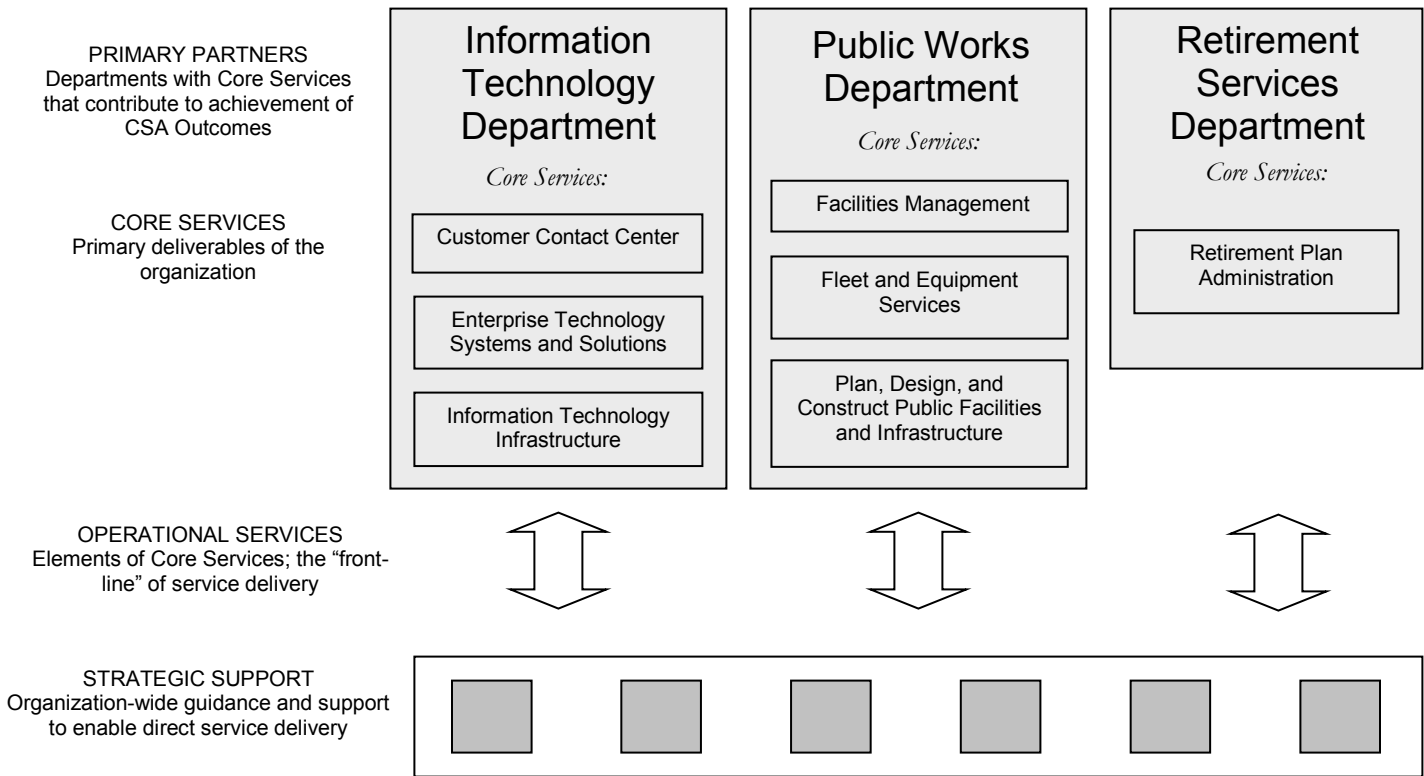 PRIMARY PARTNERS
Departments with Core Services
that contribute to achievement of
CSA Outcomes
Information
Technology
Department
Core Services:
Customer Contact Center
Enterprise Technology
Systems and Solutions
Information Technology
Infrastructure
Public Works
Department
Core Services:
Facilities Management
Fleet and Equipment
Services
Plan, Design, and
Construct Public Facilities
and Infrastructure
Retirement
Services
Department
Core Services:
Retirement Plan
Administration
CORE SERVICES
Primary deliverables of the
organization
OPERATIONAL SERVICES
Elements of Core Services; the “front-
line” of service delivery
STRATEGIC SUPPORT
Organization-wide guidance and support
to enable direct service delivery